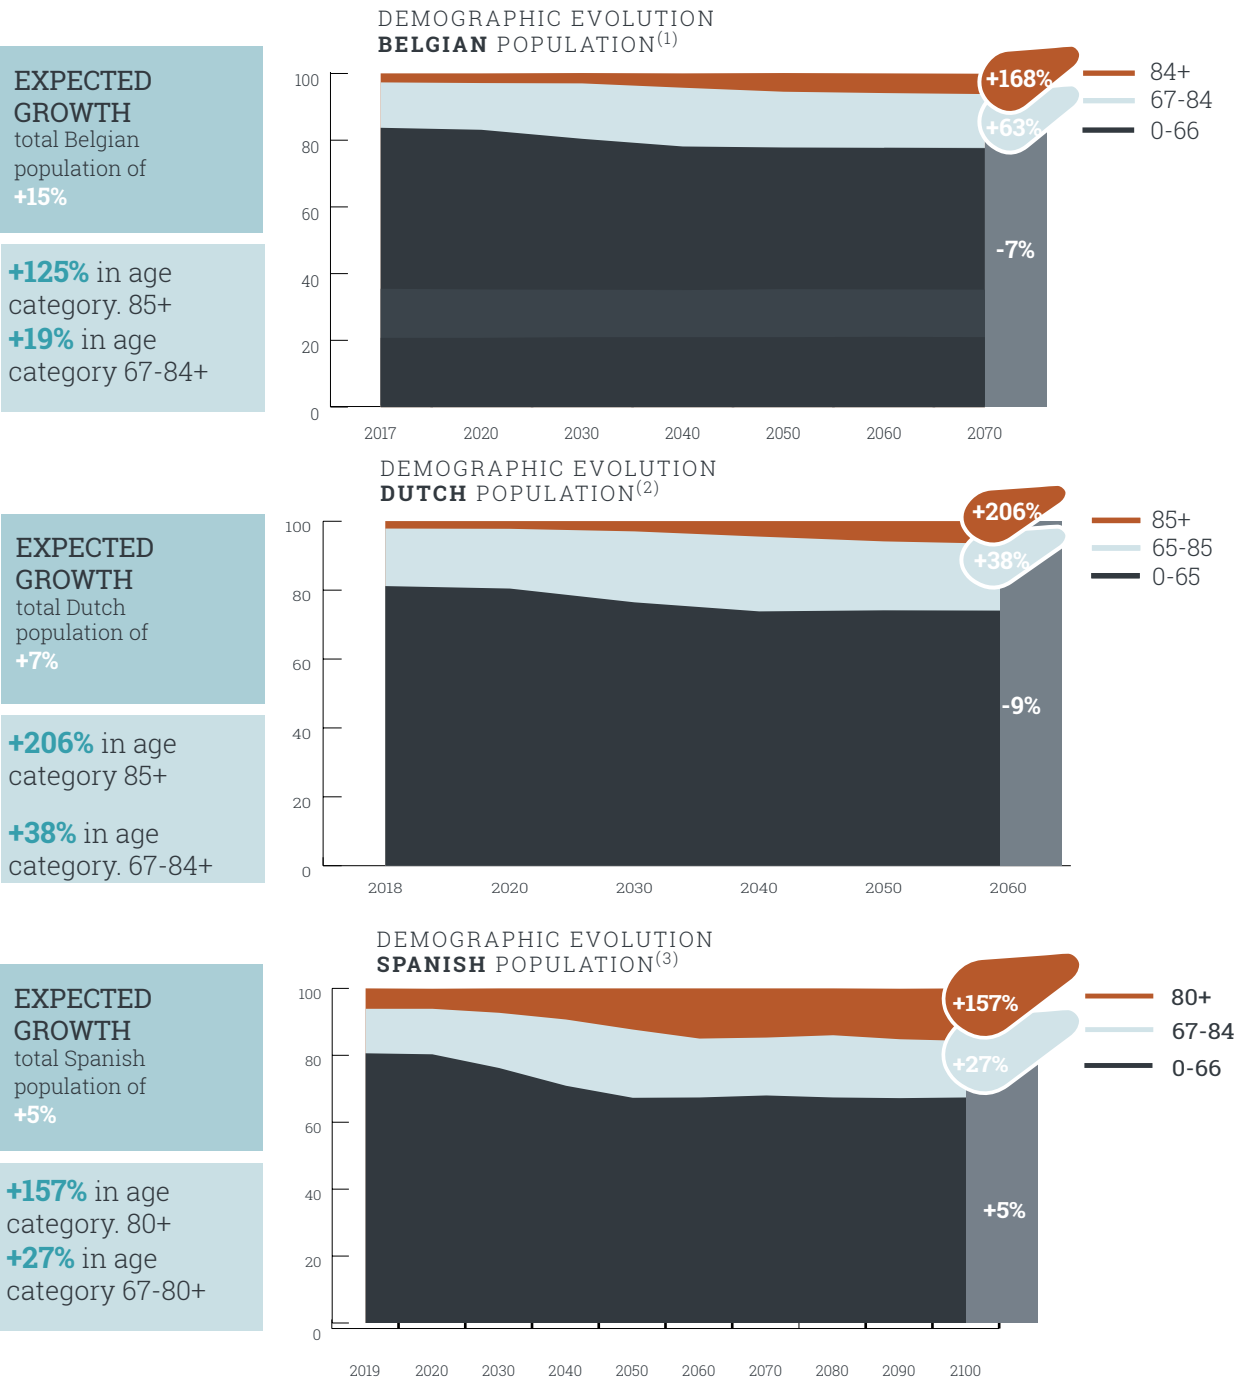 DEMOGRAPHIC EVOLUTION
BELGIAN POPULATION(1)
EXPECTED
GROWTH
total Belgian
population of
+15%
+125% in age
category. 85+
+19% in age
category 67-84+
100
80
60
40
20
0
2017 2020 2030 2040 2050 2060 2070
+168%
+63%
-7%
84+
67-84
0-66
DEMOGRAPHIC EVOLUTION
DUTCH POPULATION(2)
EXPECTED
GROWTH
total Dutch
population of
+7%
+206% in age
category 85+
+38% in age
category. 67-84+
100
80
60
40
20
0
2018 2020 2030 2040 2050 2060
+206%
+38%
-9%
85+
65-85
0-65
DEMOGRAPHIC EVOLUTION
SPANISH POPULATION(3)
EXPECTED
GROWTH
total Spanish
population of
+5%
+157% in age
category. 80+
+27% in age
category 67-80+
100
80
60
40
20
0
2019 2020 2030 2040 2050 2060 2070 2080 2090 2100
+157%
+27%
+5%
80+
67-84
0-66